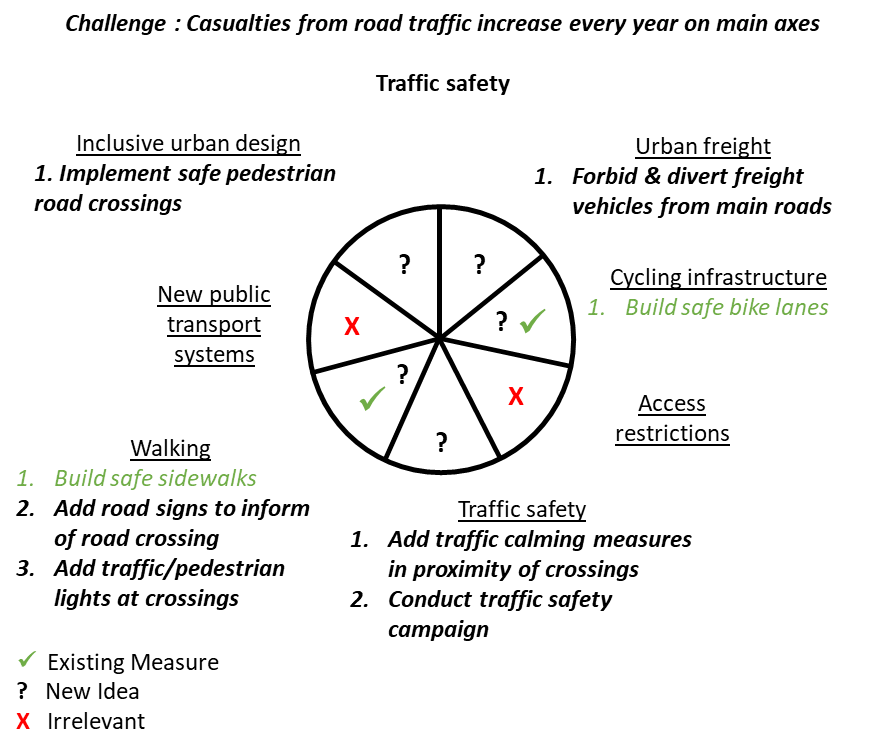 Challenge : Casualties from road traffic increase every year on main axes
Traffic safety
Inclusive urban design
1. Implement safe pedestrian
road crossings
Urban freight
1. Forbid & divert freight
vehicles from main roads
? ?
Cycling infrastructure
1. Build safe bike lanes
New public
transport
systems
X
? ✓
? ✓
X
Access
restrictions
?
Walking
1. Build safe sidewalks
2. Add road signs to inform
of road crossing
3. Add traffic/pedestrian
lights at crossings
Traffic safety
1. Add traffic calming measures
in proximity of crossings
2. Conduct traffic safety
campaign
✓ Existing Measure
? New Idea
X Irrelevant